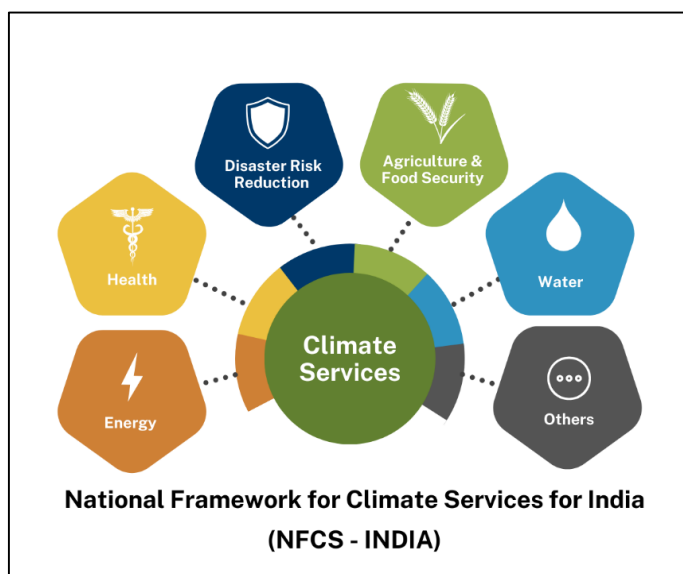 Disaster Risk
Reduction
Agriculture &
Food Security
Health
Water
Climate
Services
Energy
Others
National Framework for Climate Services for India
(NFCS - INDIA)